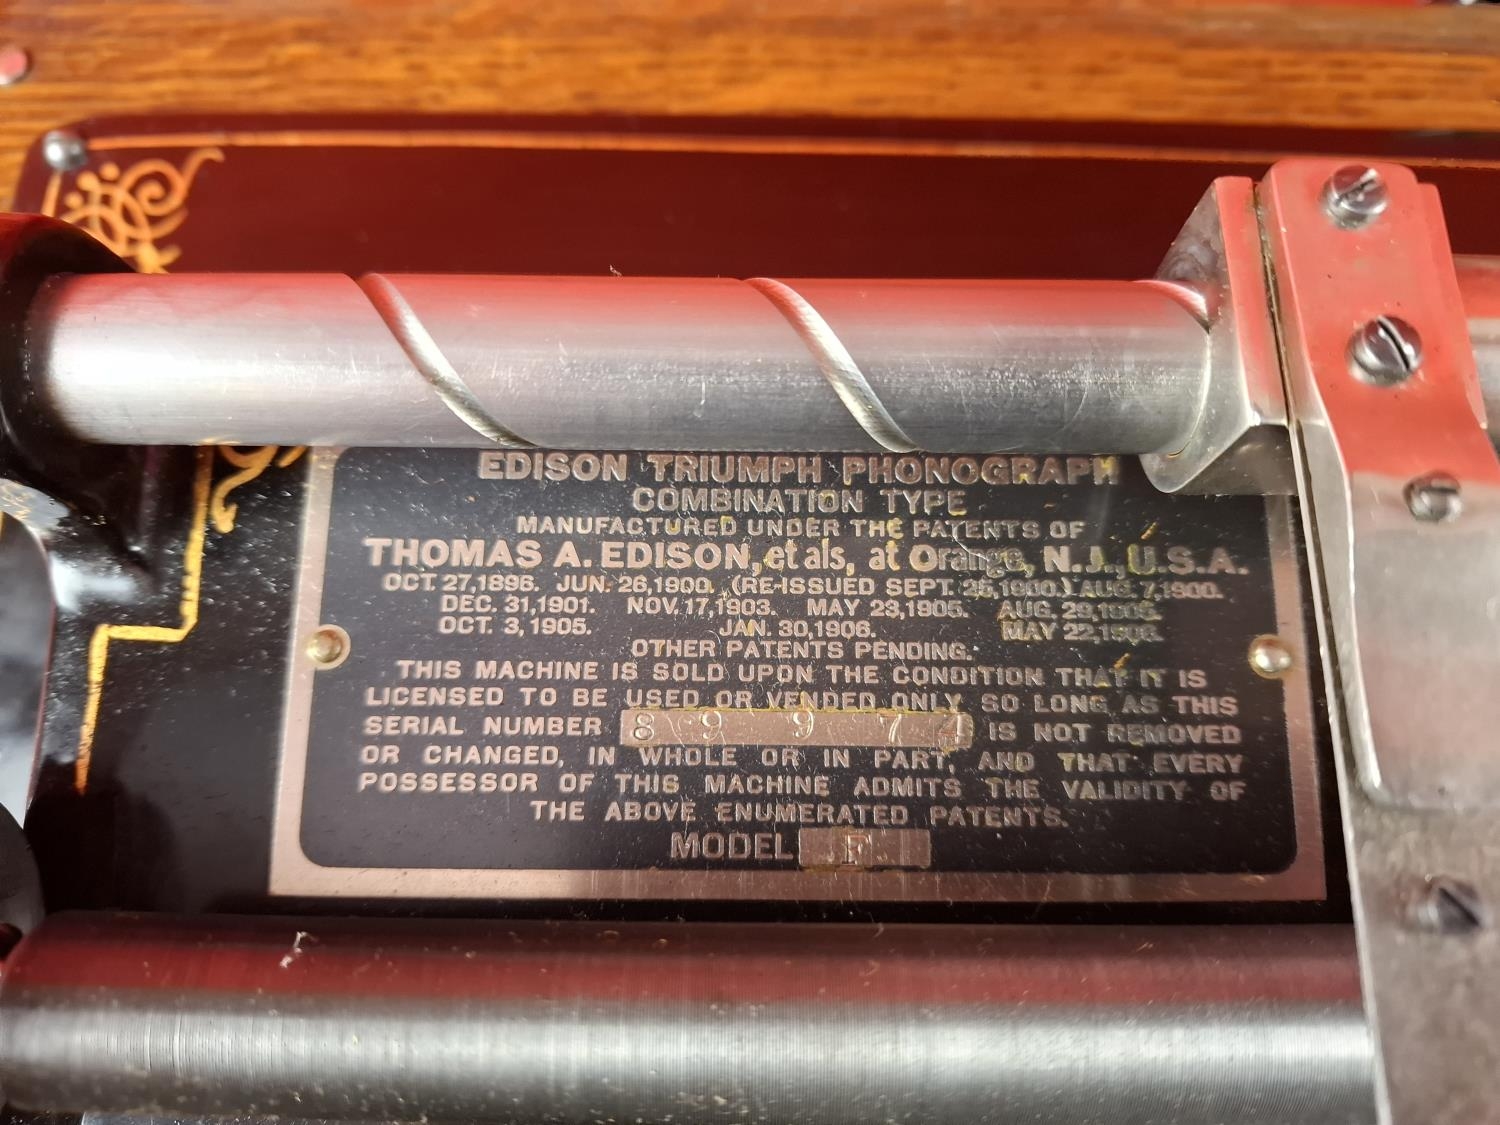 EDISON TRIUMPH PHONOGRAPH
COMBINATION TYPE
MANUFACTURED UNDER THE PATENTS OF
THOMAS A. EDISON, et als, at Orange, N.J., U.S.A.
OCT. 27, 1896. JUN. 26, 1900. (RE-ISSUED SEPT. 25, 1900.) AUG. 7, 1900.
DEC. 31, 1901. NOV. 17, 1903. MAY 23, 1905. AUG. 29, 1905.
OCT. 3, 1905. JAN. 30, 1906. MAY 22, 1906.
OTHER PATENTS PENDING.
THIS MACHINE IS SOLD UPON THE CONDITION THAT IT IS
LICENSED TO BE USED OR VENDED ONLY SO LONG AS THIS
SERIAL NUMBER 89974 IS NOT REMOVED
OR CHANGED, IN WHOLE OR IN PART, AND THAT EVERY
POSSESSOR OF THIS MACHINE ADMITS THE VALIDITY OF
THE ABOVE ENUMERATED PATENTS.
MODEL F